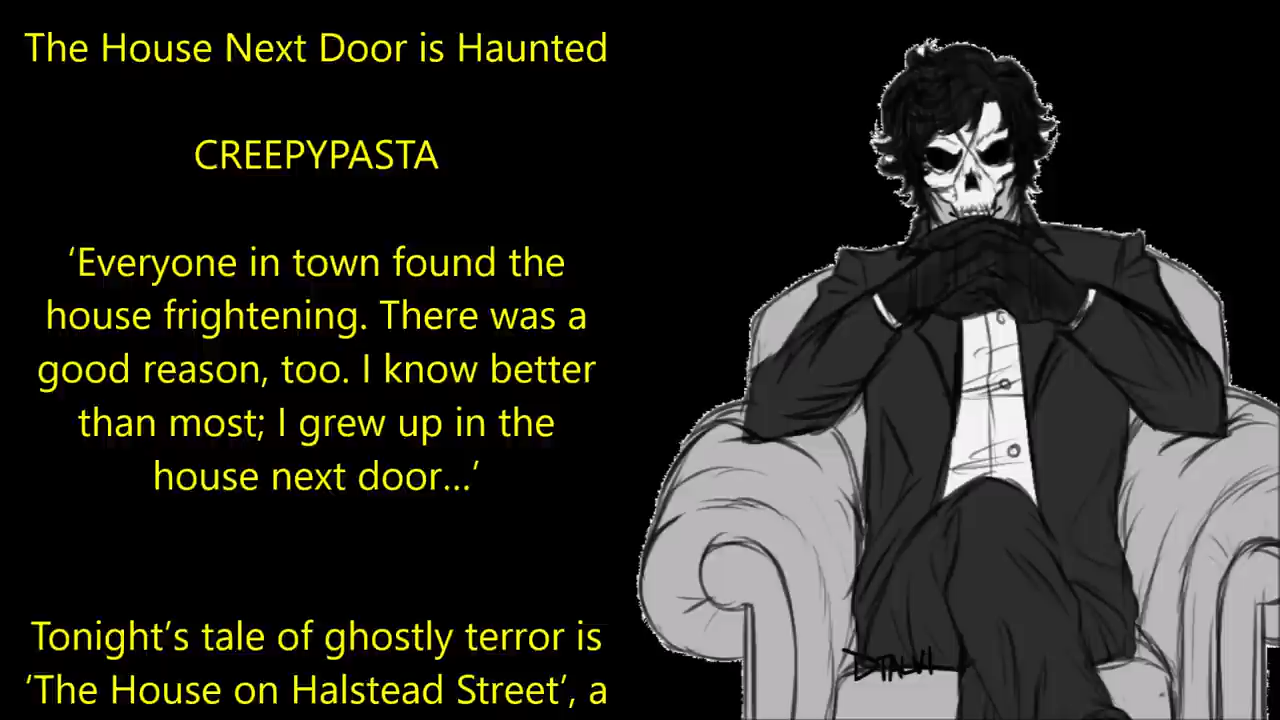 The House Next Door is Haunted
CREEPYPASTA
‘Everyone in town found the
house frightening. There was a
good reason, too. I know better
than most; I grew up in the
house next door…’
Tonight’s tale of ghostly terror is
‘The House on Halstead Street’, a